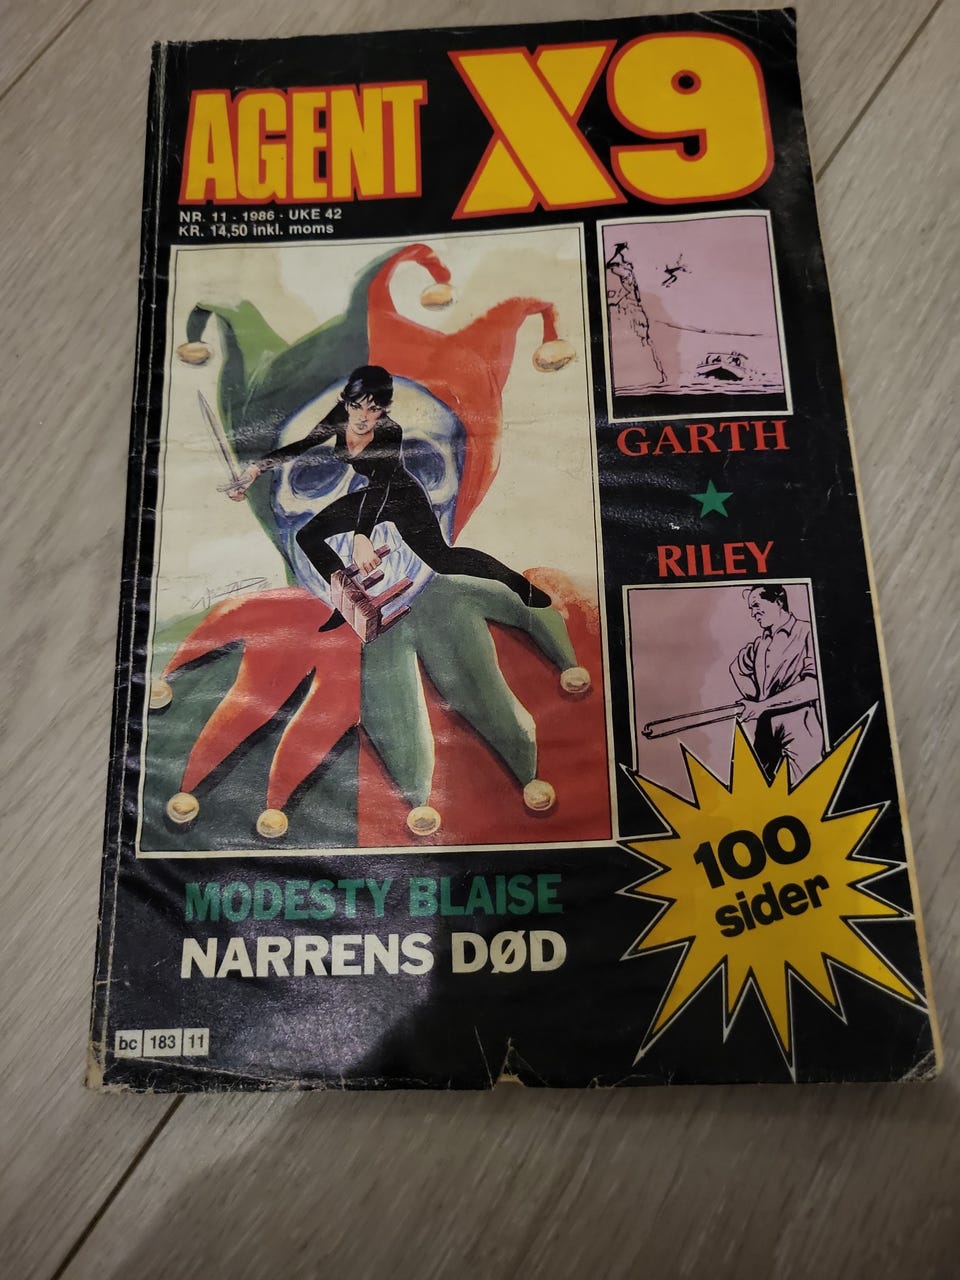 AGENT X9
NR. 11 - 1986 · UKE 42
KR. 14,50 inkl. moms
GARTH
RILEY
100
sider
MODESTY BLAISE
NARRENS DØD
bc 183 11